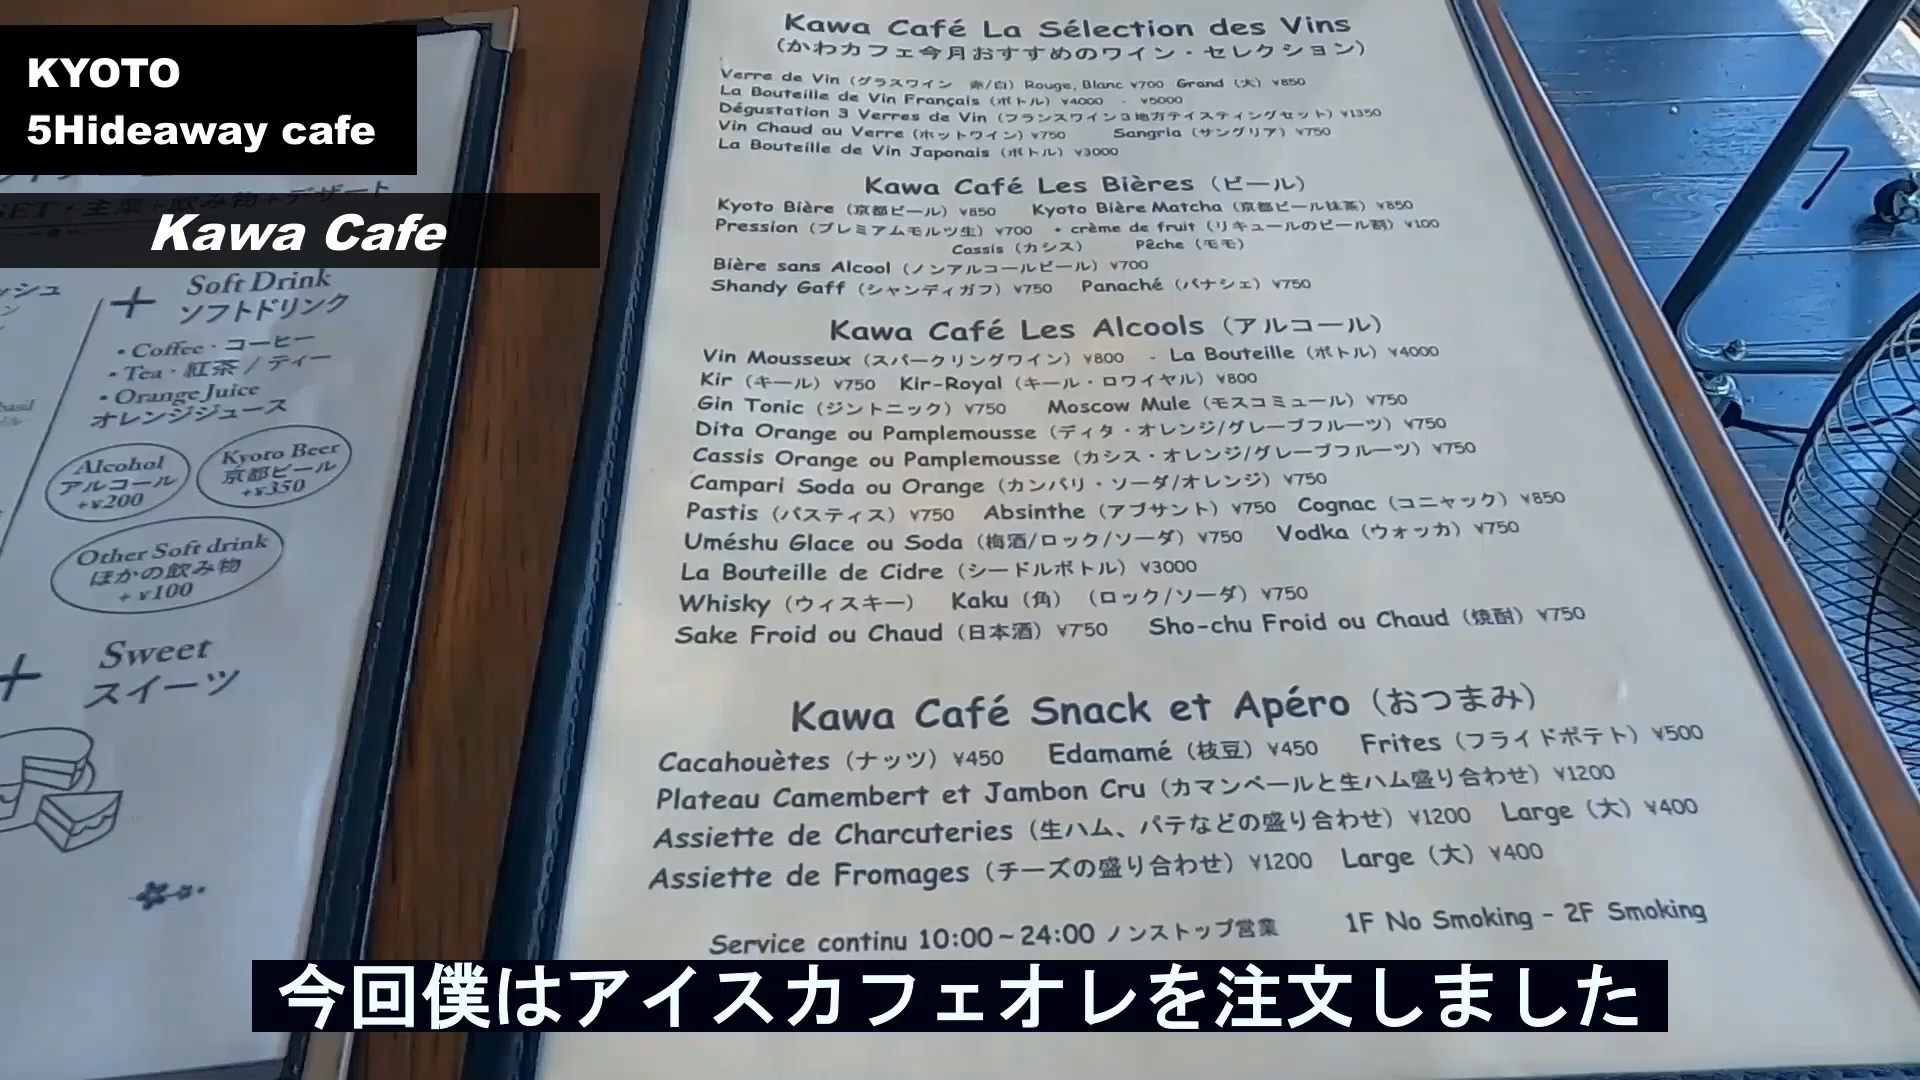 KYOTO
5Hideaway cafe
Kawa Cafe
SET・主菜+飲み物+デザート
Soft Drink
ソフトドリンク
・Coffee・コーヒー
・Tea・紅茶 / ティー
・Orange Juice
オレンジジュース
Alcohol
アルコール
+¥200
Kyoto Beer
京都ビール
+¥350
Other Soft drink
ほかの飲み物
+¥100
+
Sweet
スイーツ
Kawa Café La Sélection des Vins
(かわカフェ今月おすすめのワイン・セレクション)
Verre de Vin (グラスワイン 赤/白) Rouge, Blanc ¥700 Grand (大) ¥850
La Bouteille de Vin Français (ボトル) ¥4000 - ¥5000
Dégustation 3 Verres de Vin (フランスワイン3地方テイスティングセット) ¥1350
Vin Chaud au Verre (ホットワイン) ¥750 Sangria (サングリア) ¥750
La Bouteille de Vin Japonais (ボトル) ¥3000
Kawa Café Les Bières (ビール)
Kyoto Bière (京都ビール) ¥850 Kyoto Bière Matcha (京都ビール抹茶) ¥850
Pression (プレミアムモルツ生) ¥700 + crème de fruit (リキュールのビール割) ¥100
Cassis (カシス) Pêche (モモ)
Bière sans Alcool (ノンアルコールビール) ¥700
Shandy Gaff (シャンディガフ) ¥750 Panaché (パナシェ) ¥750
Kawa Café Les Alcools (アルコール)
Vin Mousseux (スパークリングワイン) ¥800 - La Bouteille (ボトル) ¥4000
Kir (キール) ¥750 Kir-Royal (キール・ロワイヤル) ¥800
Gin Tonic (ジントニック) ¥750 Moscow Mule (モスコミュール) ¥750
Dita Orange ou Pamplemousse (ディタ・オレンジ/グレープフルーツ) ¥750
Cassis Orange ou Pamplemousse (カシス・オレンジ/グレープフルーツ) ¥750
Campari Soda ou Orange (カンパリ・ソーダ/オレンジ) ¥750
Pastis (パスティス) ¥750 Absinthe (アブサント) ¥750 Cognac (コニャック) ¥850
Uméshu Glace ou Soda (梅酒/ロック/ソーダ) ¥750 Vodka (ウォッカ) ¥750
La Bouteille de Cidre (シードルボトル) ¥3000
Whisky (ウィスキー) Kaku (角) (ロック/ソーダ) ¥750
Sake Froid ou Chaud (日本酒) ¥750 Sho-chu Froid ou Chaud (焼酎) ¥750
Kawa Café Snack et Apéro (おつまみ)
Cacahouètes (ナッツ) ¥450 Edamamé (枝豆) ¥450 Frites (フライドポテト) ¥500
Plateau Camembert et Jambon Cru (カマンベールと生ハム盛り合わせ) ¥1200
Assiette de Charcuteries (生ハム、パテなどの盛り合わせ) ¥1200 Large (大) ¥400
Assiette de Fromages (チーズの盛り合わせ) ¥1200 Large (大) ¥400
Service continu 10:00~24:00 ノンストップ営業 1F No Smoking - 2F Smoking
今回僕はアイスカフェオレを注文しました